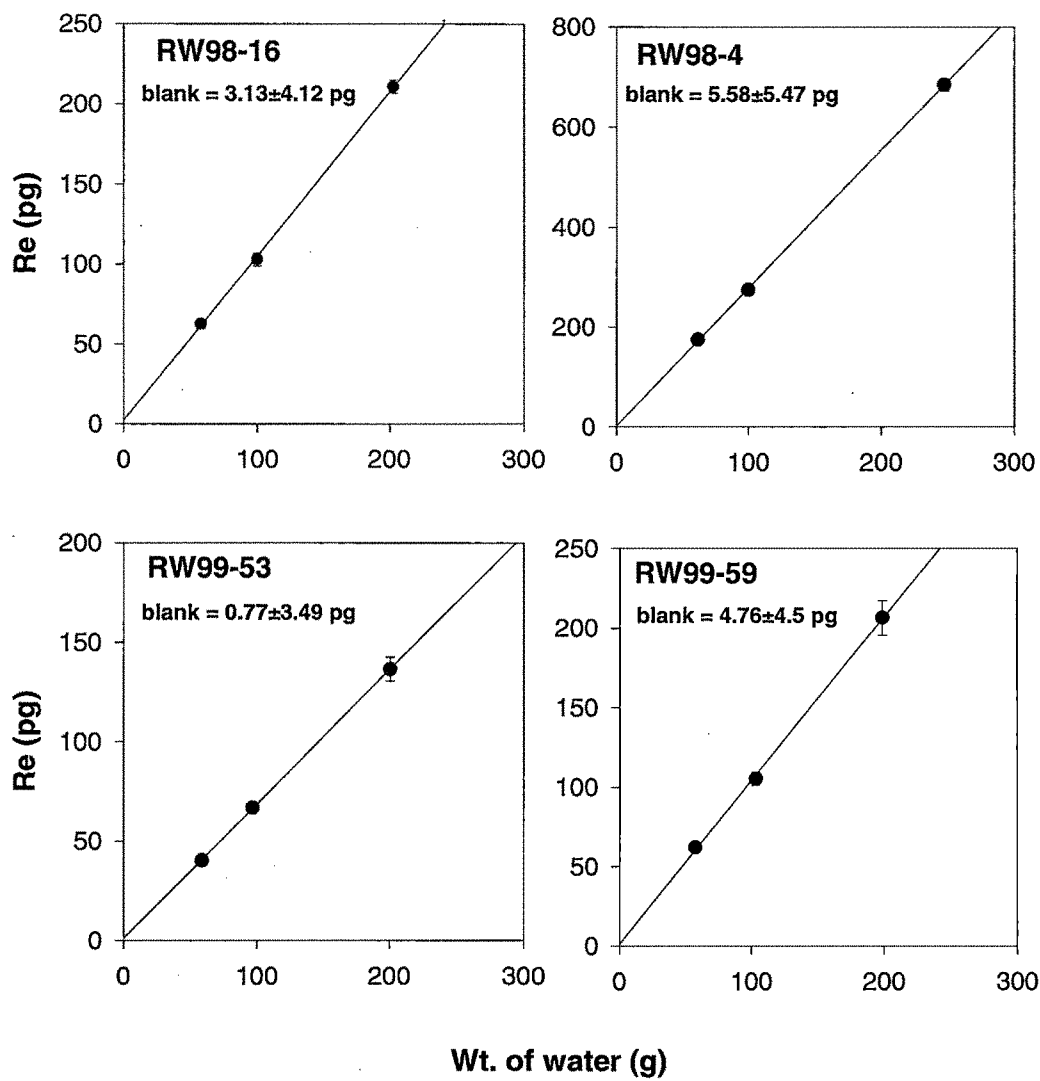 RW98-16
blank = 3.13±4.12 pg
250
200
150
100
50
0
0 100 200 300
Re (pg)
RW98-4
blank = 5.58±5.47 pg
800
600
400
200
0
0 100 200 300
RW99-53
blank = 0.77±3.49 pg
200
150
100
50
0
0 100 200 300
Re (pg)
RW99-59
blank = 4.76±4.5 pg
250
200
150
100
50
0
0 100 200 300
Wt. of water (g)